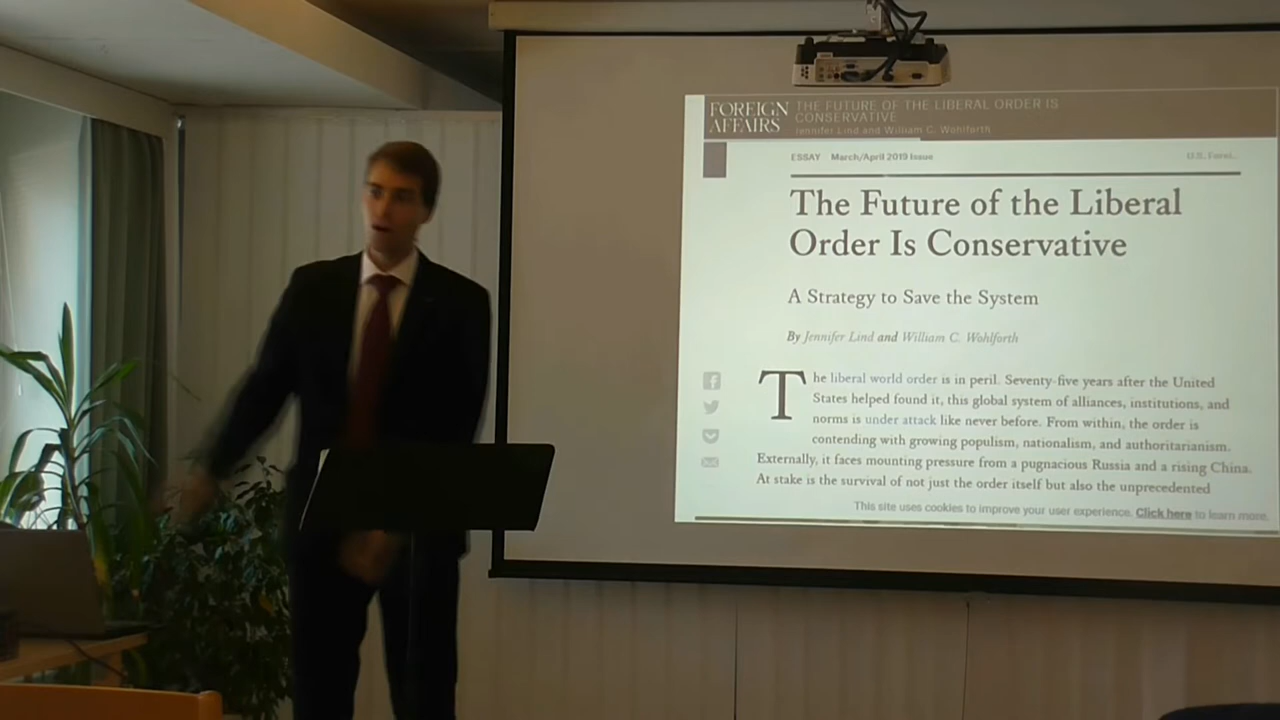 FOREIGN
AFFAIRS
THE FUTURE OF THE LIBERAL ORDER IS
CONSERVATIVE
Jennifer Lind and William C. Wohlforth
ESSAY March/April 2019 Issue
U.S. Forei...
The Future of the Liberal
Order Is Conservative
A Strategy to Save the System
By Jennifer Lind and William C. Wohlforth
The liberal world order is in peril. Seventy-five years after the United
States helped found it, this global system of alliances, institutions, and
norms is under attack like never before. From within, the order is
contending with growing populism, nationalism, and authoritarianism.
Externally, it faces mounting pressure from a pugnacious Russia and a rising China.
At stake is the survival of not just the order itself but also the unprecedented
This site uses cookies to improve your user experience. Click here to learn more.